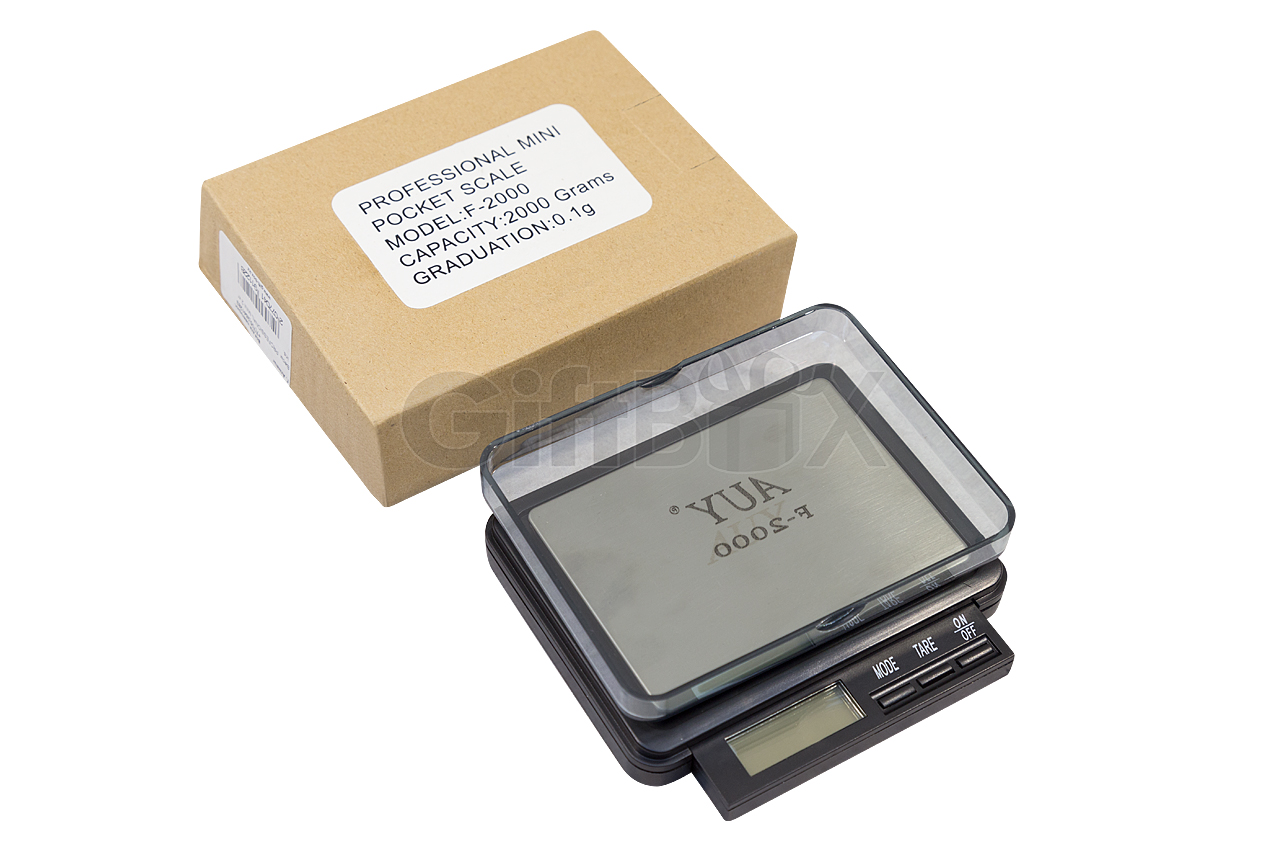 PROFESSIONAL MINI
POCKET SCALE
MODEL:F-2000
CAPACITY:2000 Grams
GRADUATION:0.1g
GiftBox
AUY®
F-2000
MODE TARE ON/OFF